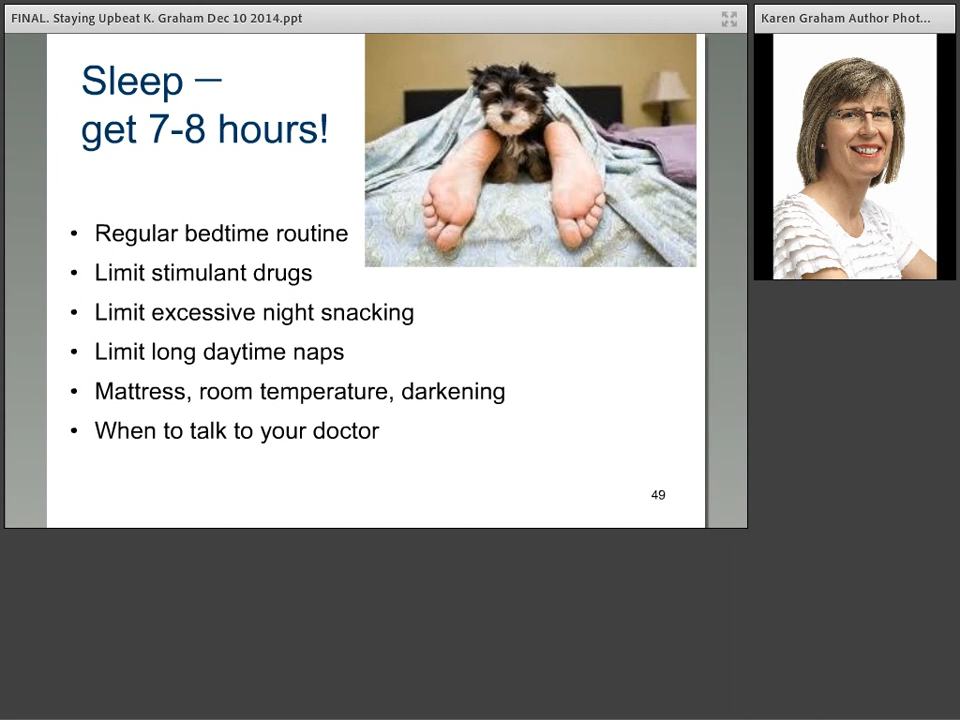 FINAL. Staying Upbeat K. Graham Dec 10 2014.ppt
Karen Graham Author Phot...
Sleep —
get 7-8 hours!
• Regular bedtime routine
• Limit stimulant drugs
• Limit excessive night snacking
• Limit long daytime naps
• Mattress, room temperature, darkening
• When to talk to your doctor
49